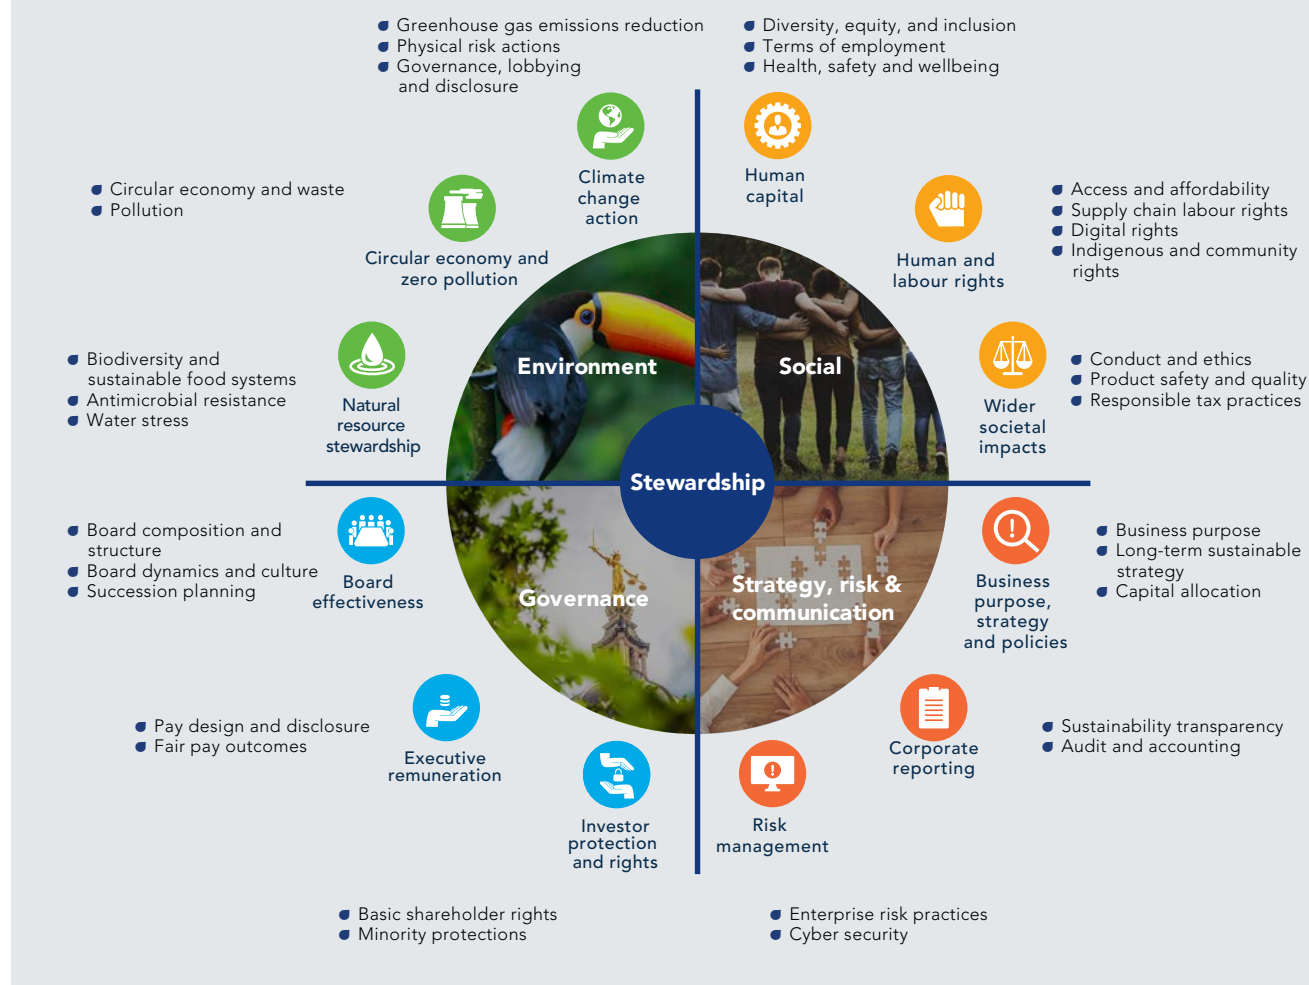 Greenhouse gas emissions reduction
Physical risk actions
Governance, lobbying
and disclosure
Climate
change
action
Circular economy and waste
Pollution
Circular economy and
zero pollution
Biodiversity and
sustainable food systems
Antimicrobial resistance
Water stress
Natural
resource
stewardship
Environment
Diversity, equity, and inclusion
Terms of employment
Health, safety and wellbeing
Human
capital
Access and affordability
Supply chain labour rights
Digital rights
Indigenous and community
rights
Human and
labour rights
Conduct and ethics
Product safety and quality
Responsible tax practices
Wider
societal
impacts
Social
Stewardship
Board composition and
structure
Board dynamics and culture
Succession planning
Board
effectiveness
Governance
Pay design and disclosure
Fair pay outcomes
Executive
remuneration
Investor
protection
and rights
Basic shareholder rights
Minority protections
Strategy, risk &
communication
Business
purpose,
strategy
and policies
Business purpose
Long-term sustainable
strategy
Capital allocation
Corporate
reporting
Sustainability transparency
Audit and accounting
Risk
management
Enterprise risk practices
Cyber security